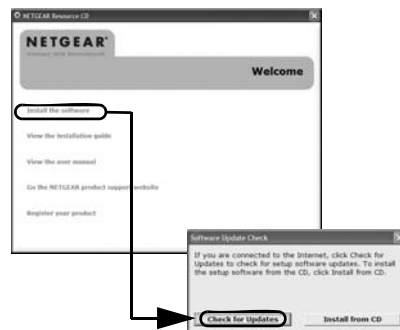 NETGEAR Resource CD
NETGEAR
Welcome
Install the software
View the installation guide
View the user manual
Go the NETGEAR product support website
Register your product
Software Update Check
If you are connected to the Internet, click Check for
Updates to check for setup software updates. To install
the setup software from the CD, click Install from CD.
Check for Updates
Install from CD